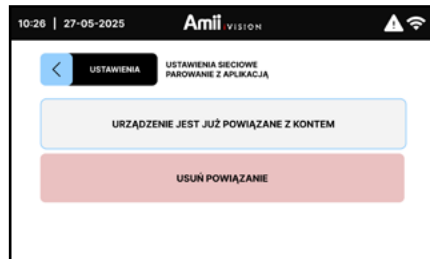 10:26 | 27-05-2025
Amii.VISION
USTAWIENIA
USTAWIENIA SIECIOWE
PAROWANIE Z APLIKACJĄ
URZĄDZENIE JEST JUŻ POWIĄZANE Z KONTEM
USUŃ POWIĄZANIE